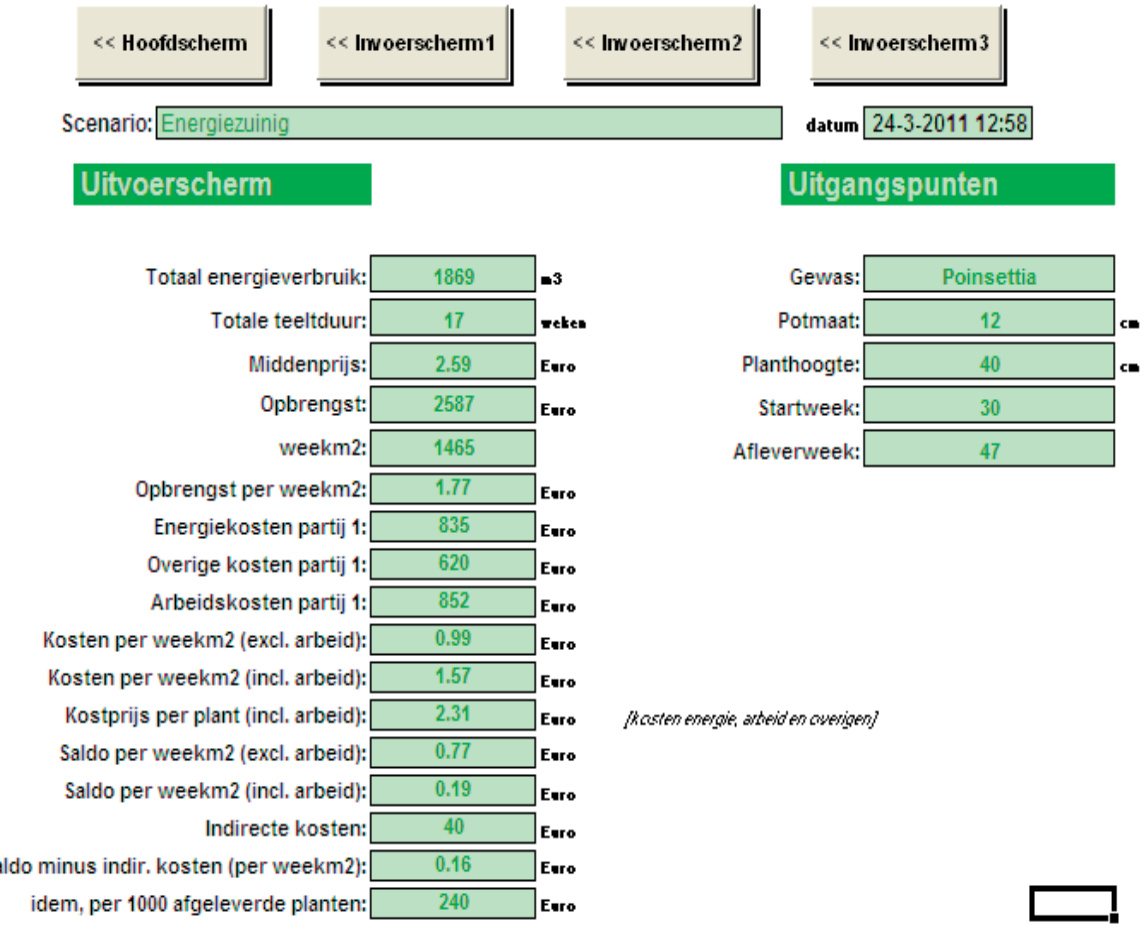 << Hoofdscherm << Invoerscherm1 << Invoerscherm2 << Invoerscherm3
Scenario: Energiezuinig datum 24-3-2011 12:58
Uitvoerscherm Uitgangspunten
Totaal energieverbruik: 1869 m3 Gewas: Poinsettia
Totale teeltduur: 17 weken Potmaat: 12 cm
Middenprijs: 2.59 Euro Planthoogte: 40 cm
Opbrengst: 2587 Euro Startweek: 30
weekm2: 1465 Afleverweek: 47
Opbrengst per weekm2: 1.77 Euro
Energiekosten partij 1: 835 Euro
Overige kosten partij 1: 620 Euro
Arbeidskosten partij 1: 852 Euro
Kosten per weekm2 (excl. arbeid): 0.99 Euro
Kosten per weekm2 (incl. arbeid): 1.57 Euro
Kostprijs per plant (incl. arbeid): 2.31 Euro [kosten energie, arbeid en overigen]
Saldo per weekm2 (excl. arbeid): 0.77 Euro
Saldo per weekm2 (incl. arbeid): 0.19 Euro
Indirecte kosten: 40 Euro
aldo minus indir. kosten (per weekm2): 0.16 Euro
idem, per 1000 afgeleverde planten: 240 Euro